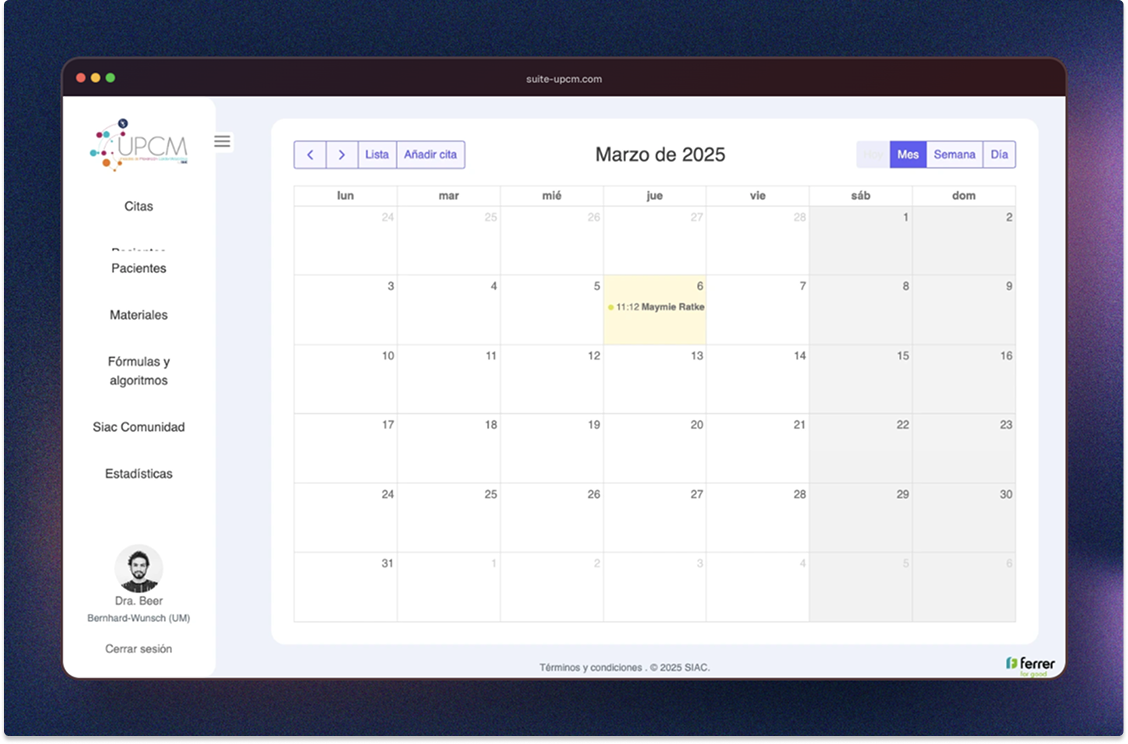 suite-upcm.com
UPCM
Citas
Pacientes
Pacientes
Materiales
Fórmulas y
algoritmos
Siac Comunidad
Estadísticas
Dra. Beer
Bernhard-Wunsch (UM)
Cerrar sesión
Lista Añadir cita
Marzo de 2025
Hoy Mes Semana Día
lun mar mié jue vie sáb dom
24 25 26 27 28 1 2
3 4 5 6 7 8 9
11:12 Maymie Ratke
10 11 12 13 14 15 16
17 18 19 20 21 22 23
24 25 26 27 28 29 30
31 1 2 3 4 5 6
Términos y condiciones . © 2025 SIAC.
ferrer
for good